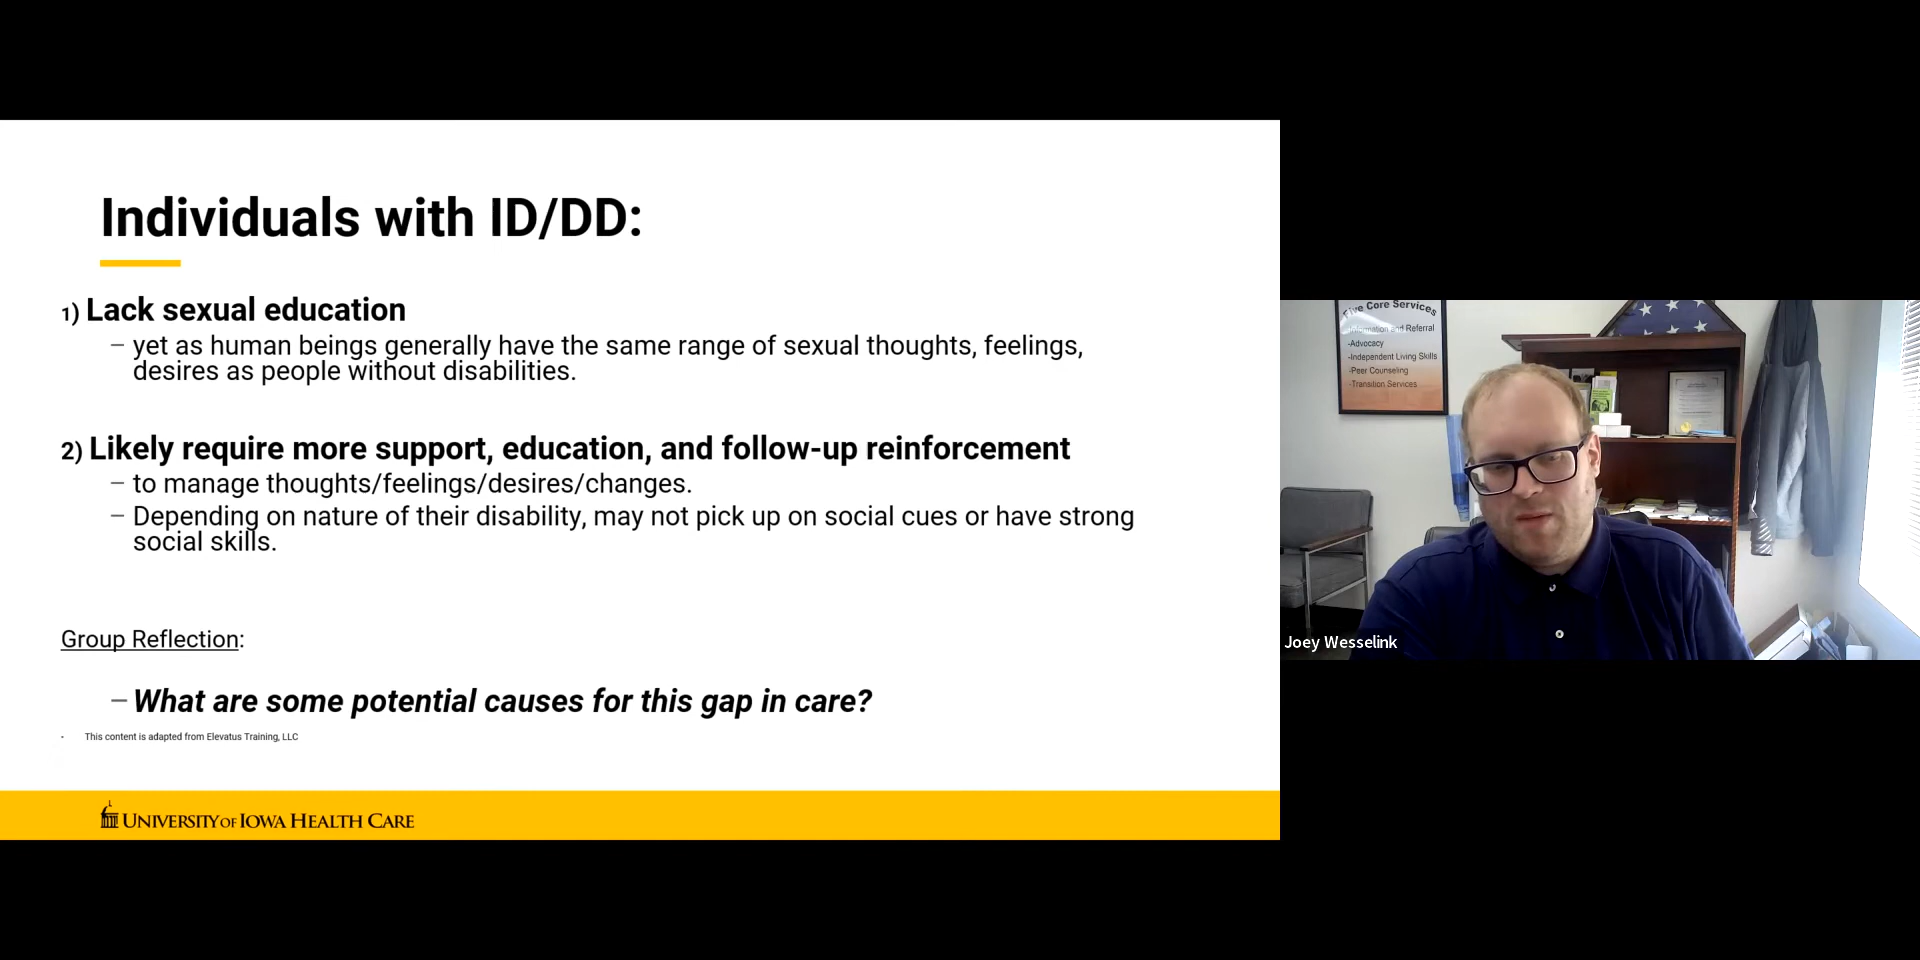 Individuals with ID/DD:
1) Lack sexual education
– yet as human beings generally have the same range of sexual thoughts, feelings,
desires as people without disabilities.
2) Likely require more support, education, and follow-up reinforcement
– to manage thoughts/feelings/desires/changes.
– Depending on nature of their disability, may not pick up on social cues or have strong
social skills.
Group Reflection:
– What are some potential causes for this gap in care?
- This content is adapted from Elevatus Training, LLC
UNIVERSITY OF IOWA HEALTH CARE
Five Core Services
Information and Referral
-Advocacy
-Independent Living Skills
-Peer Counseling
-Transition Services
Joey Wesselink